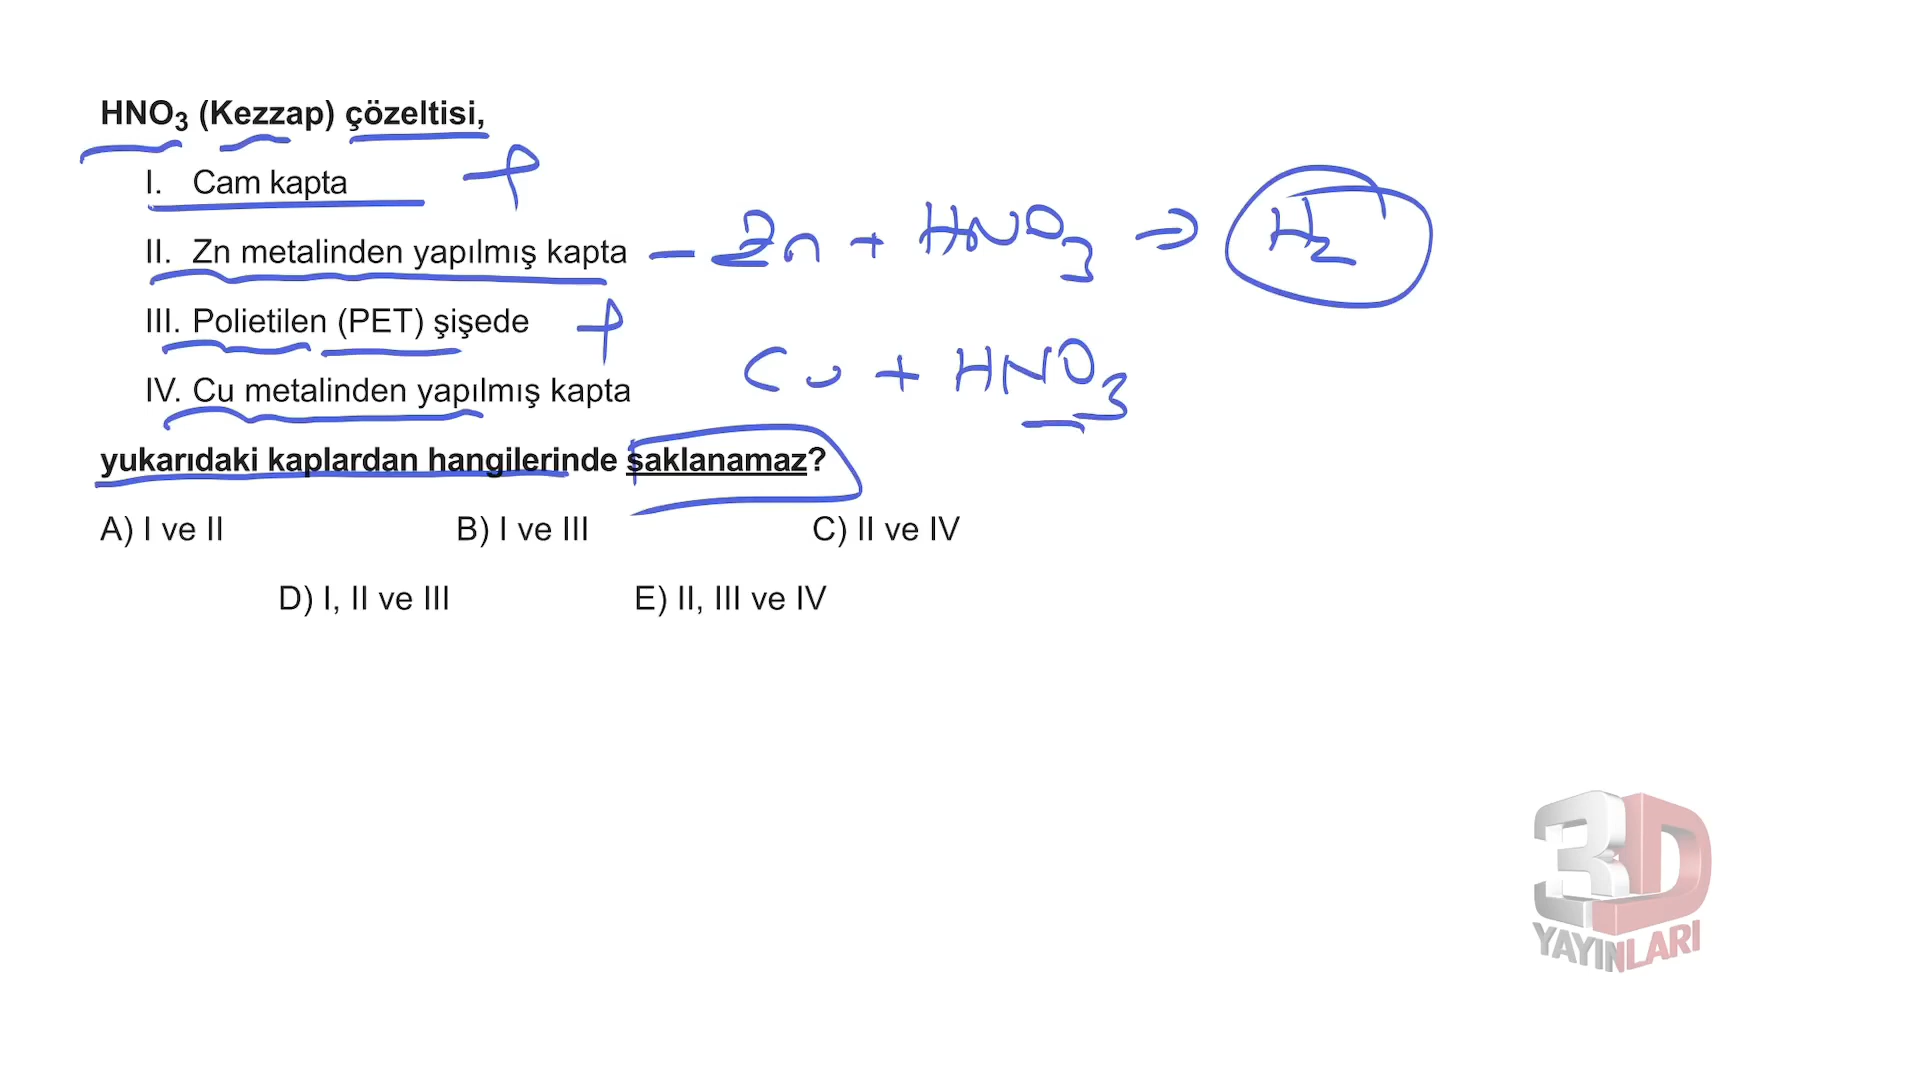 HNO3 (Kezzap) çözeltisi,
I. Cam kapta +
II. Zn metalinden yapılmış kapta – Zn + HNO3 ⇒ H2
III. Polietilen (PET) şişede +
IV. Cu metalinden yapılmış kapta Cu + HNO3
yukarıdaki kaplardan hangilerinde saklanamaz?
A) I ve II B) I ve III C) II ve IV
D) I, II ve III E) II, III ve IV
3D
YAYINLARI